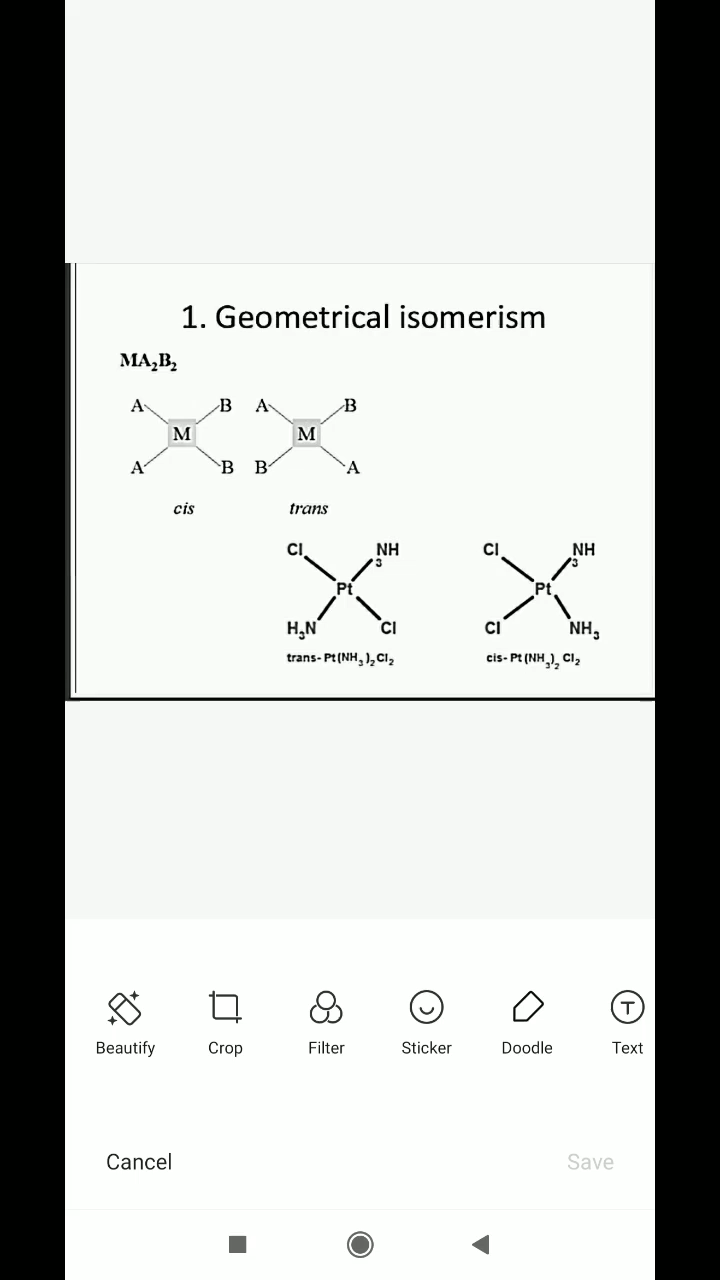 1. Geometrical isomerism
MA₂B₂
A B A B
M M
A B B A
cis trans
Cl NH₃ Cl NH₃
Pt Pt
H₃N Cl Cl NH₃
trans- Pt(NH₃)₂Cl₂ cis- Pt(NH₃)₂ Cl₂
Beautify Crop Filter Sticker Doodle T Text
Cancel Save